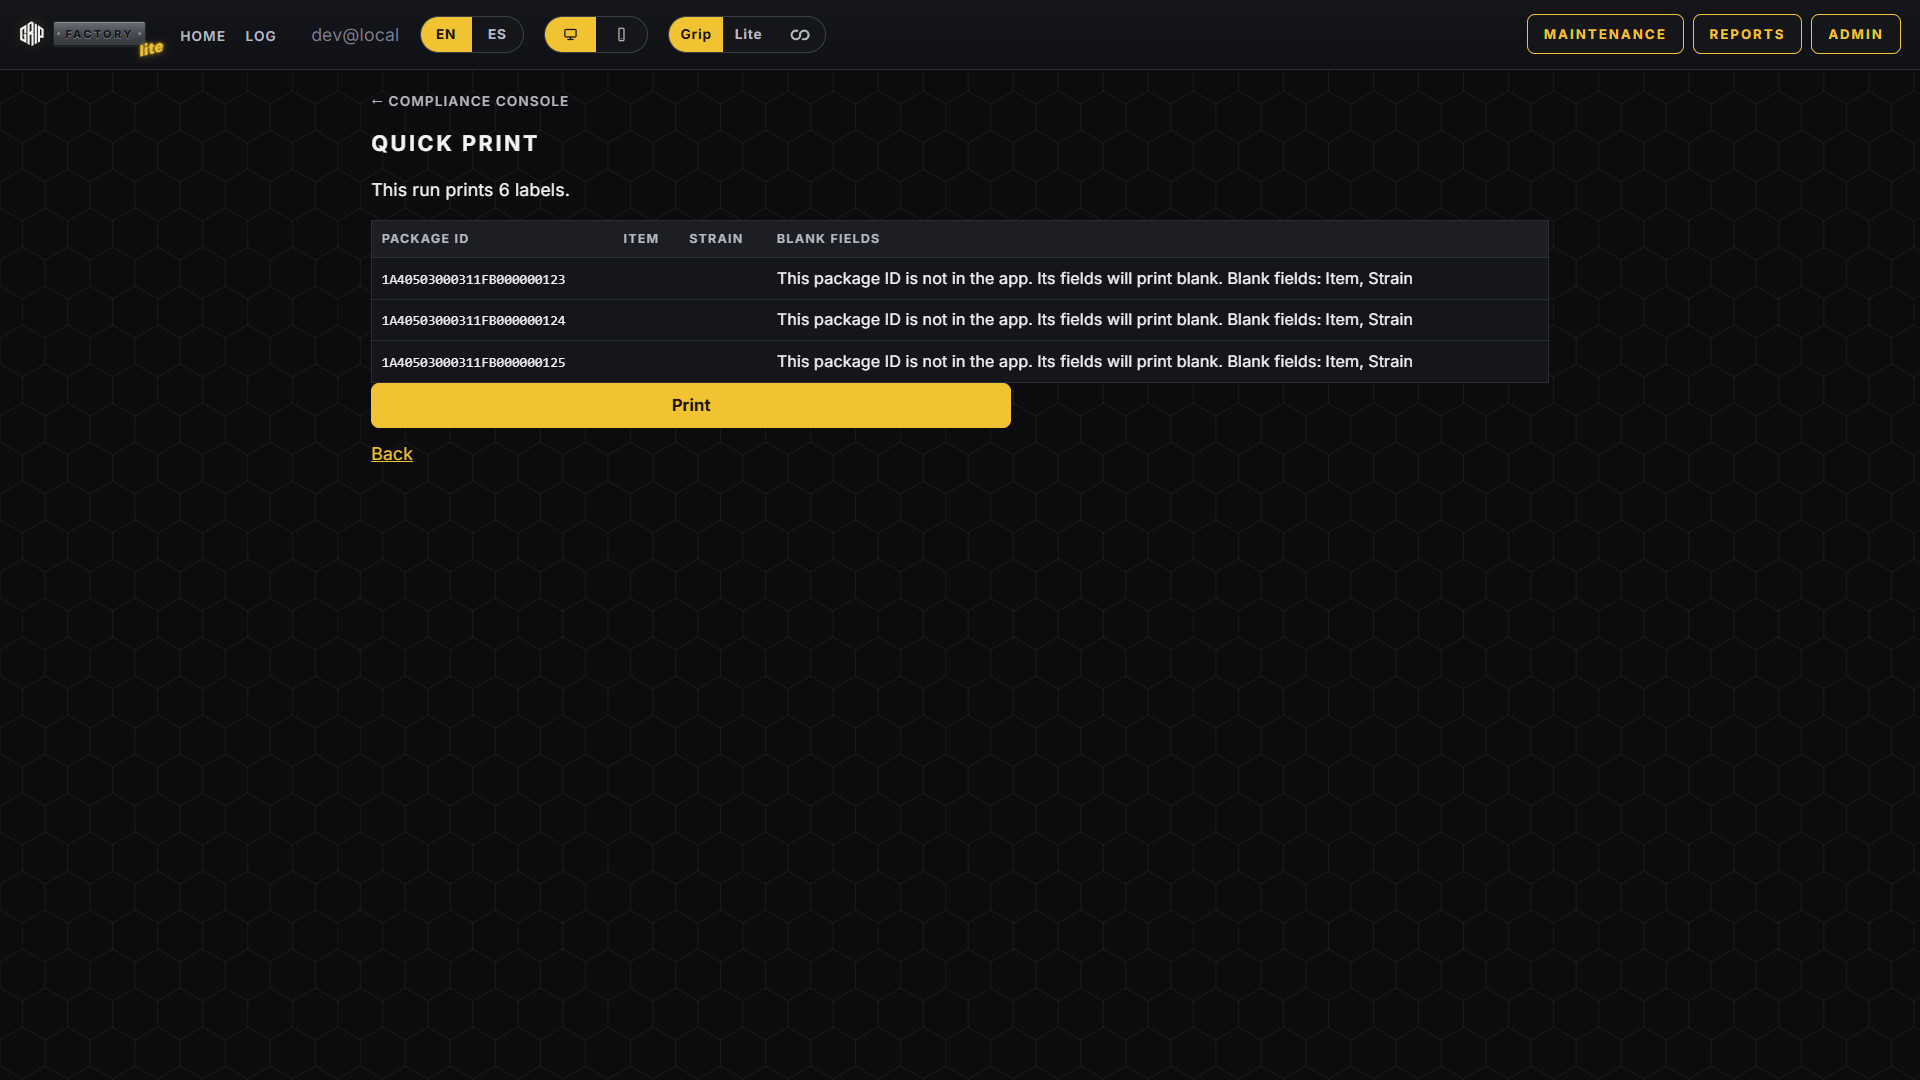 GRIP FACTORY lite HOME LOG dev@local EN ES Grip Lite MAINTENANCE REPORTS ADMIN
← COMPLIANCE CONSOLE
QUICK PRINT
This run prints 6 labels.
PACKAGE ID ITEM STRAIN BLANK FIELDS
1A40503000311FB000000123 This package ID is not in the app. Its fields will print blank. Blank fields: Item, Strain
1A40503000311FB000000124 This package ID is not in the app. Its fields will print blank. Blank fields: Item, Strain
1A40503000311FB000000125 This package ID is not in the app. Its fields will print blank. Blank fields: Item, Strain
Print
Back